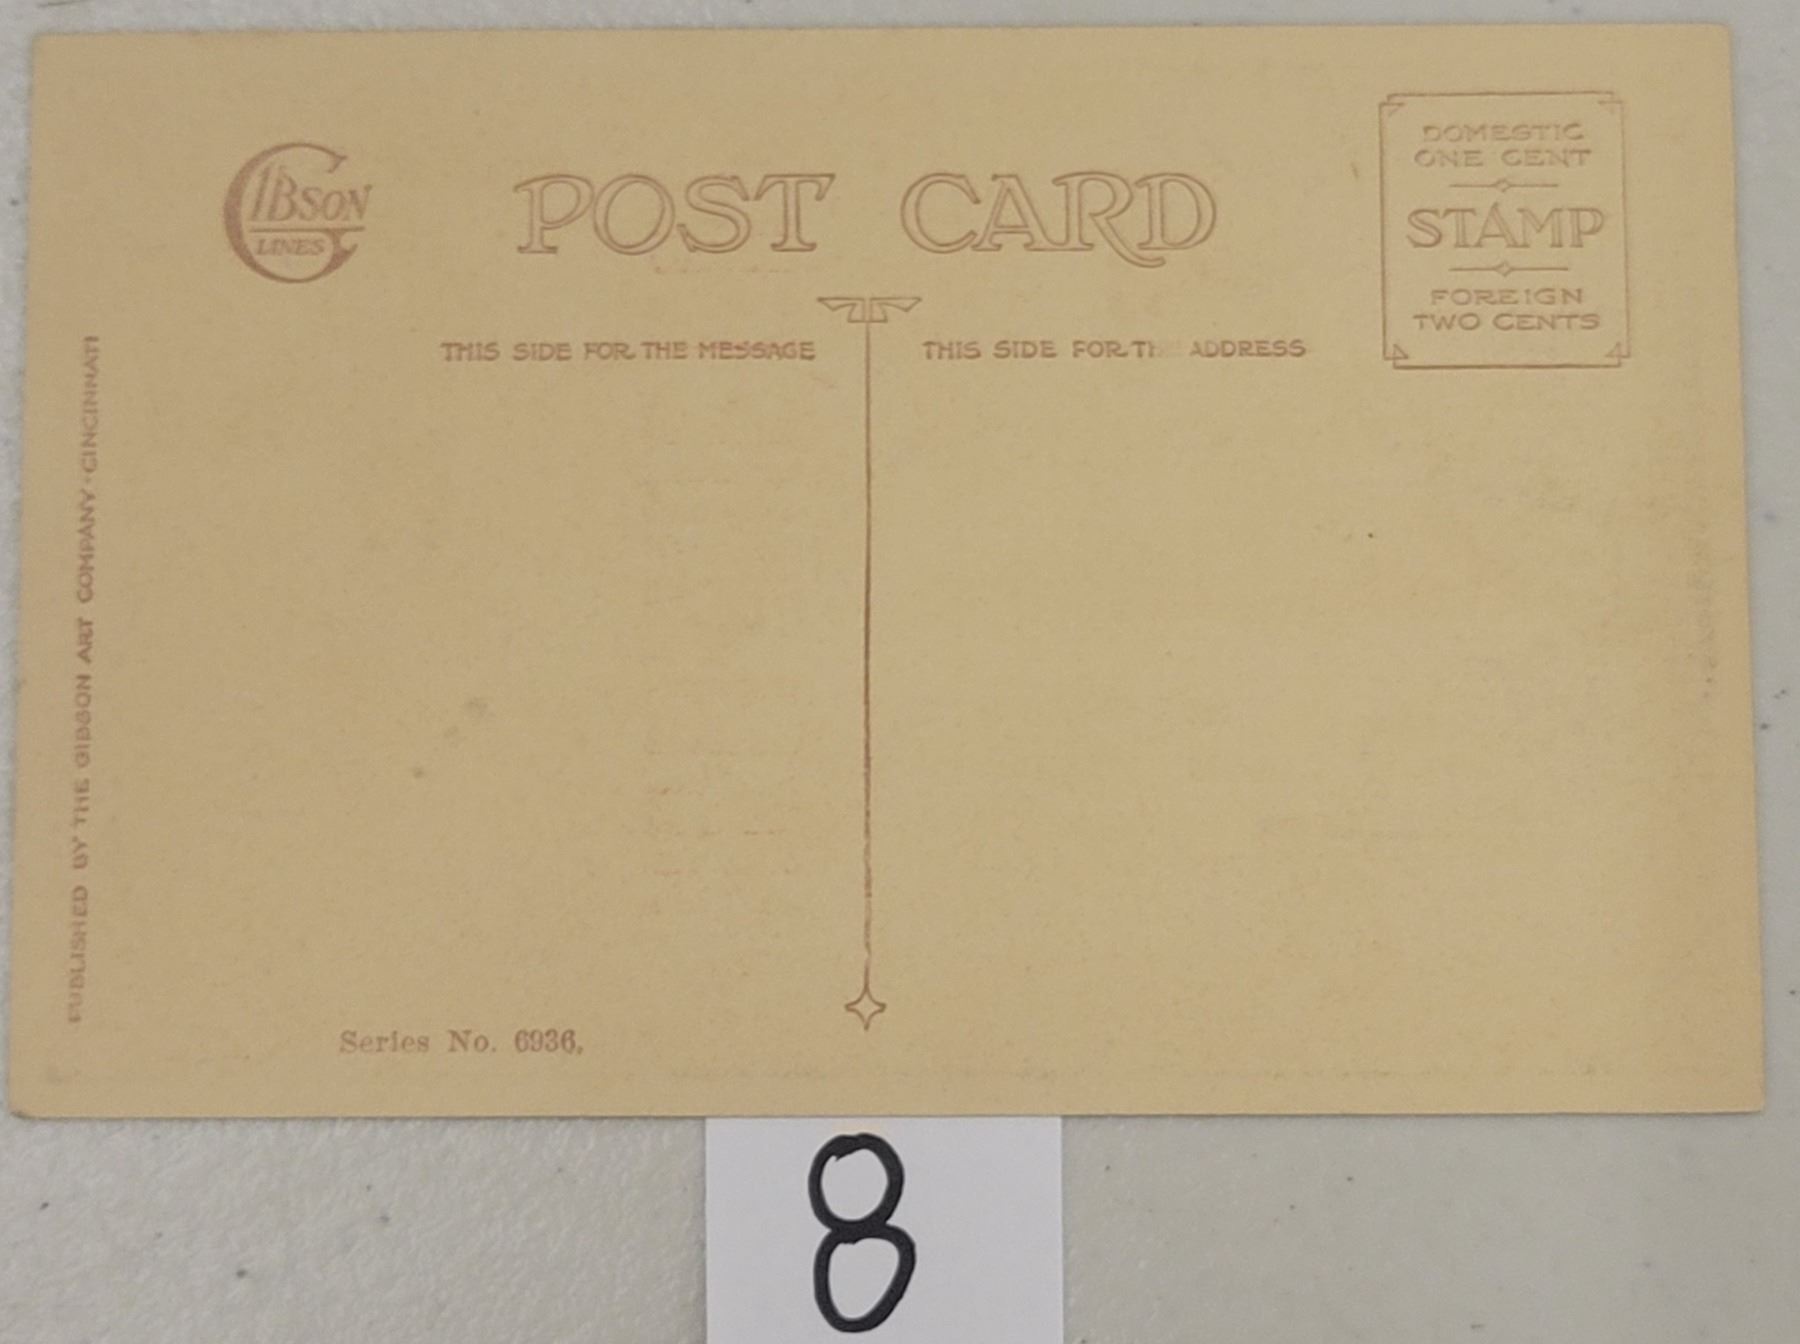 GIBSON
LINES
POST CARD
DOMESTIC
ONE CENT
STAMP
FOREIGN
TWO CENTS
THIS SIDE FOR THE MESSAGE
THIS SIDE FOR ADDRESS
PUBLISHED BY THE GIBSON ART COMPANY · CINCINNATI
Series No. 6936,
8